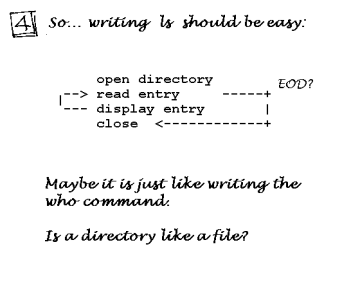 4 So... writing ls should be easy:
open directory
|--> read entry -----+ EOD?
--- display entry |
close <------------+
Maybe it is just like writing the
who command.
Is a directory like a file?